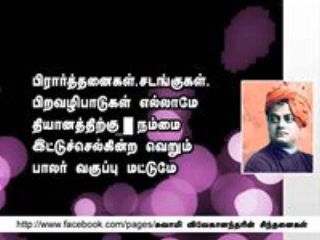 பிரார்த்தனைகள்.சடங்குகள்.
பிறவழிபாடுகள் எல்லாமே
தியானத்திற்கு_ நம்மை
இட்டுச்செல்கின்ற வெறும்
பாலர் வகுப்பு மட்டுமே
http://www.facebook.com/pages/சுவாமி விவேகானந்தரின் சிந்தனைகள்